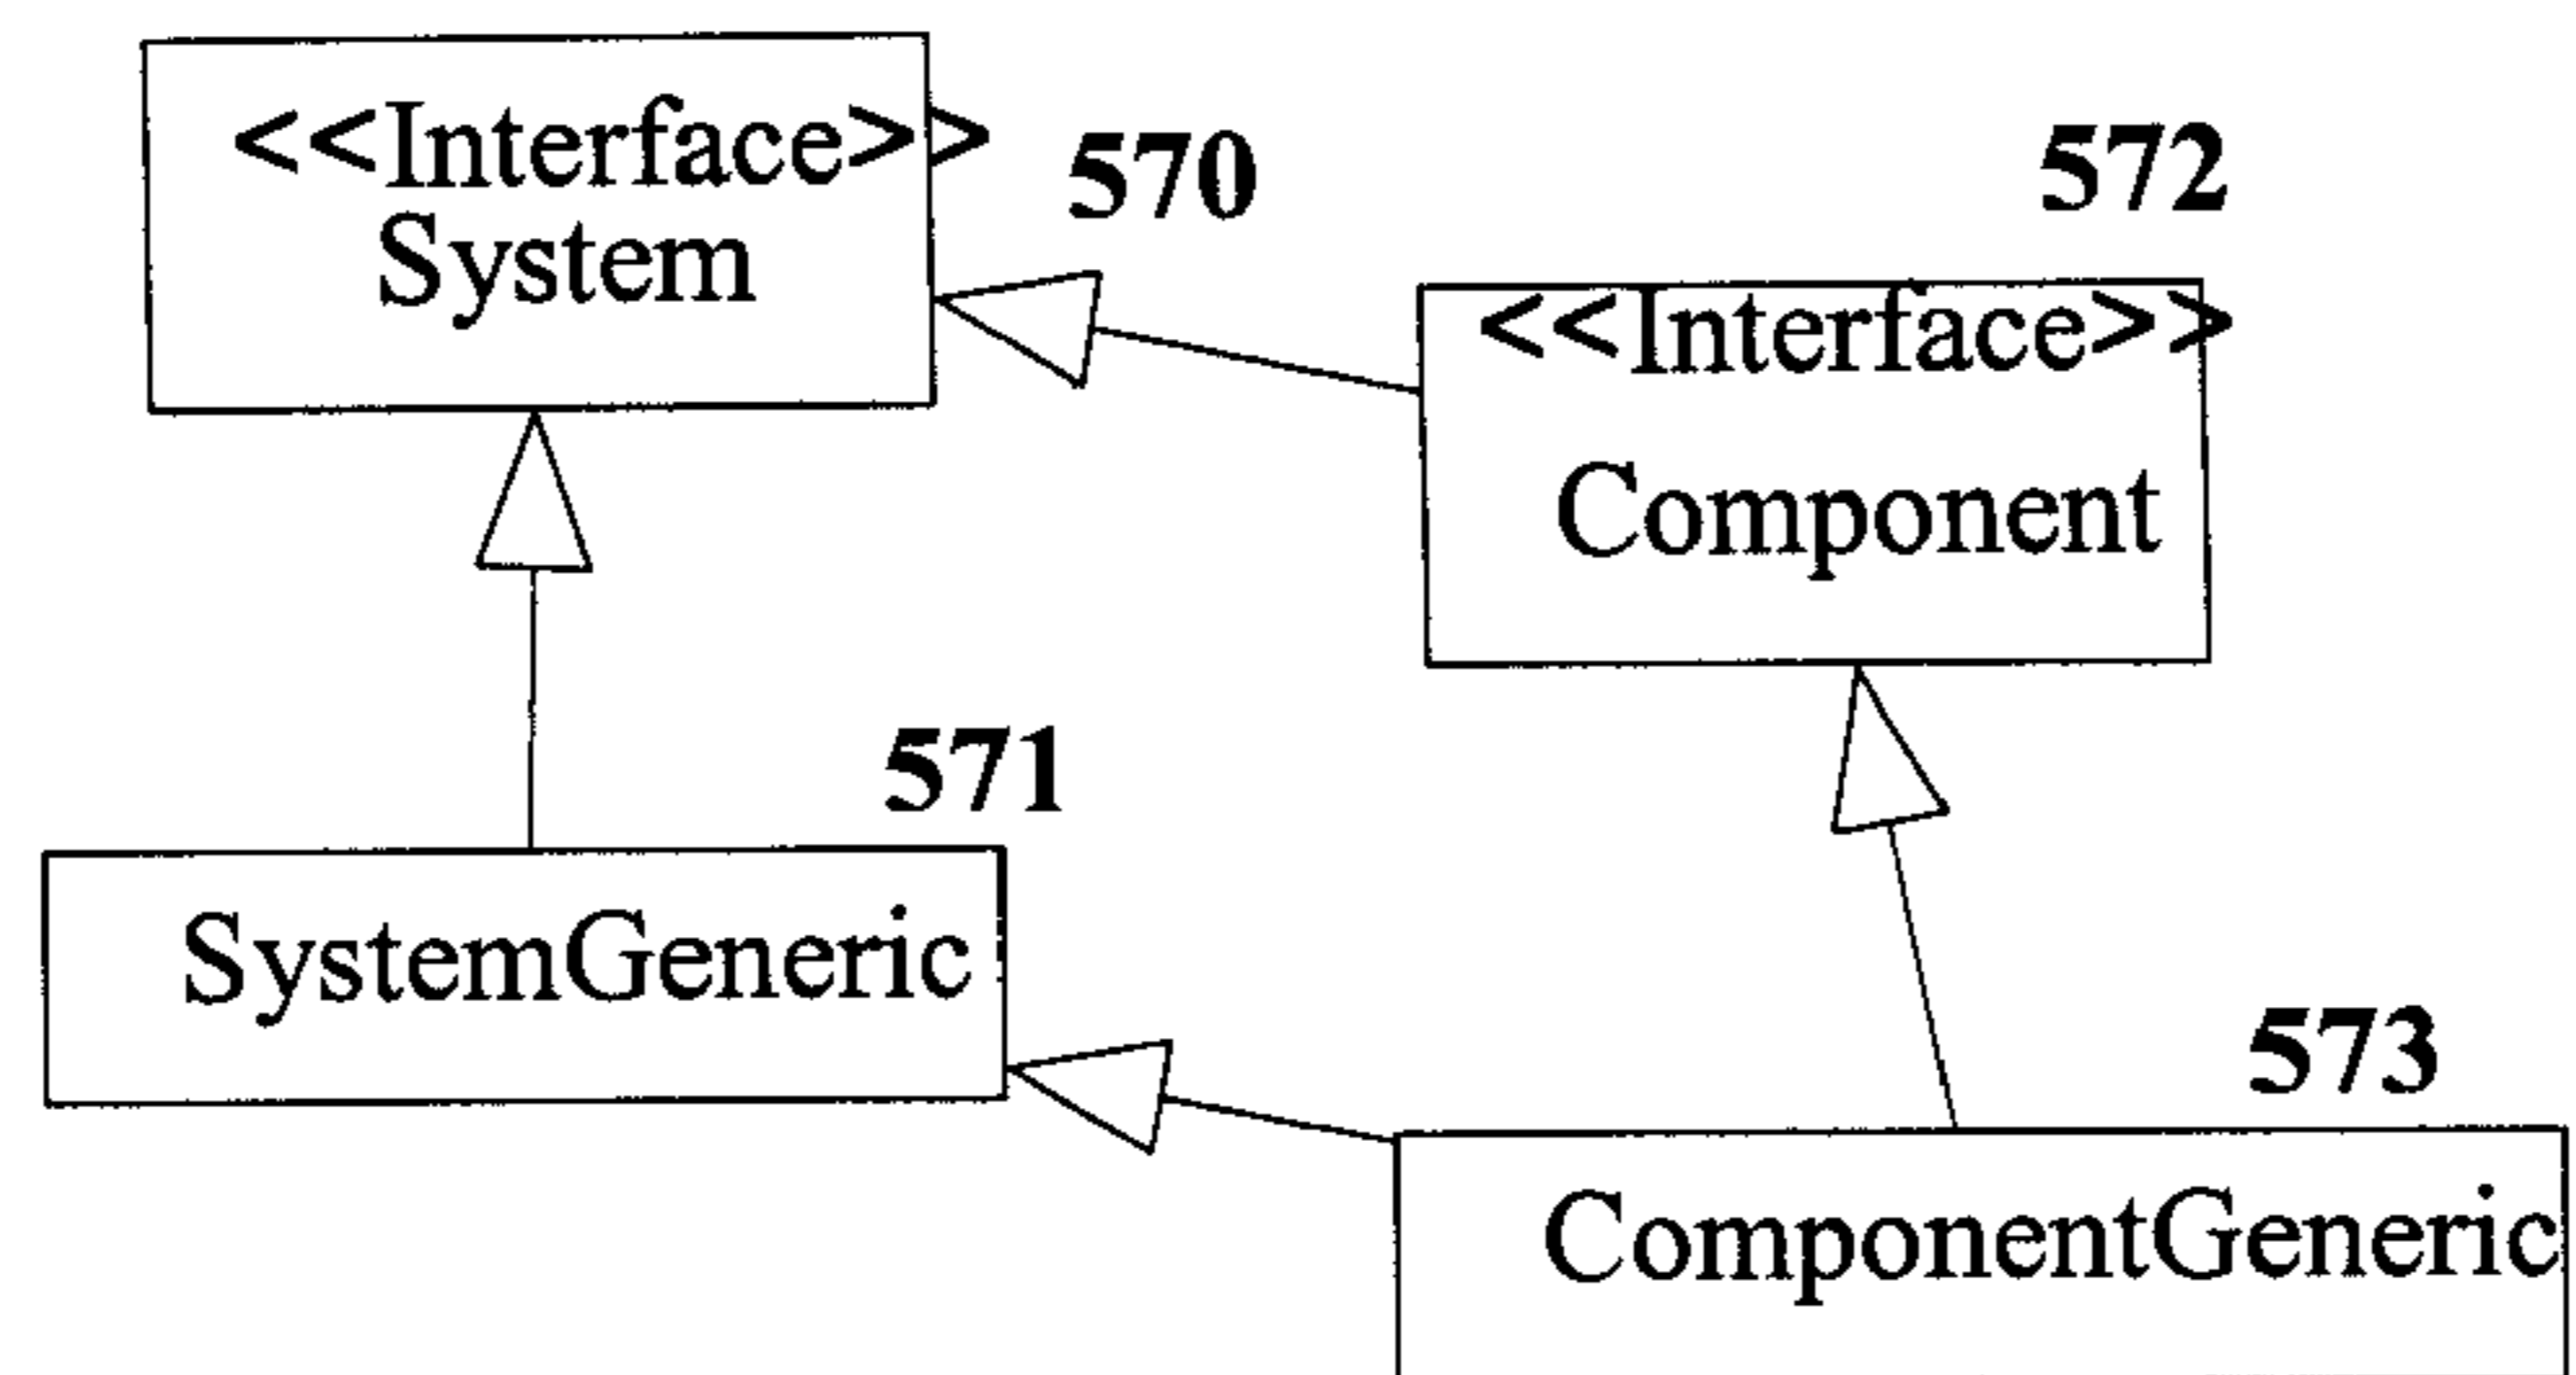 <<Interface>>
System
570
572
<<Interface>>
Component
571
SystemGeneric
573
ComponentGeneric